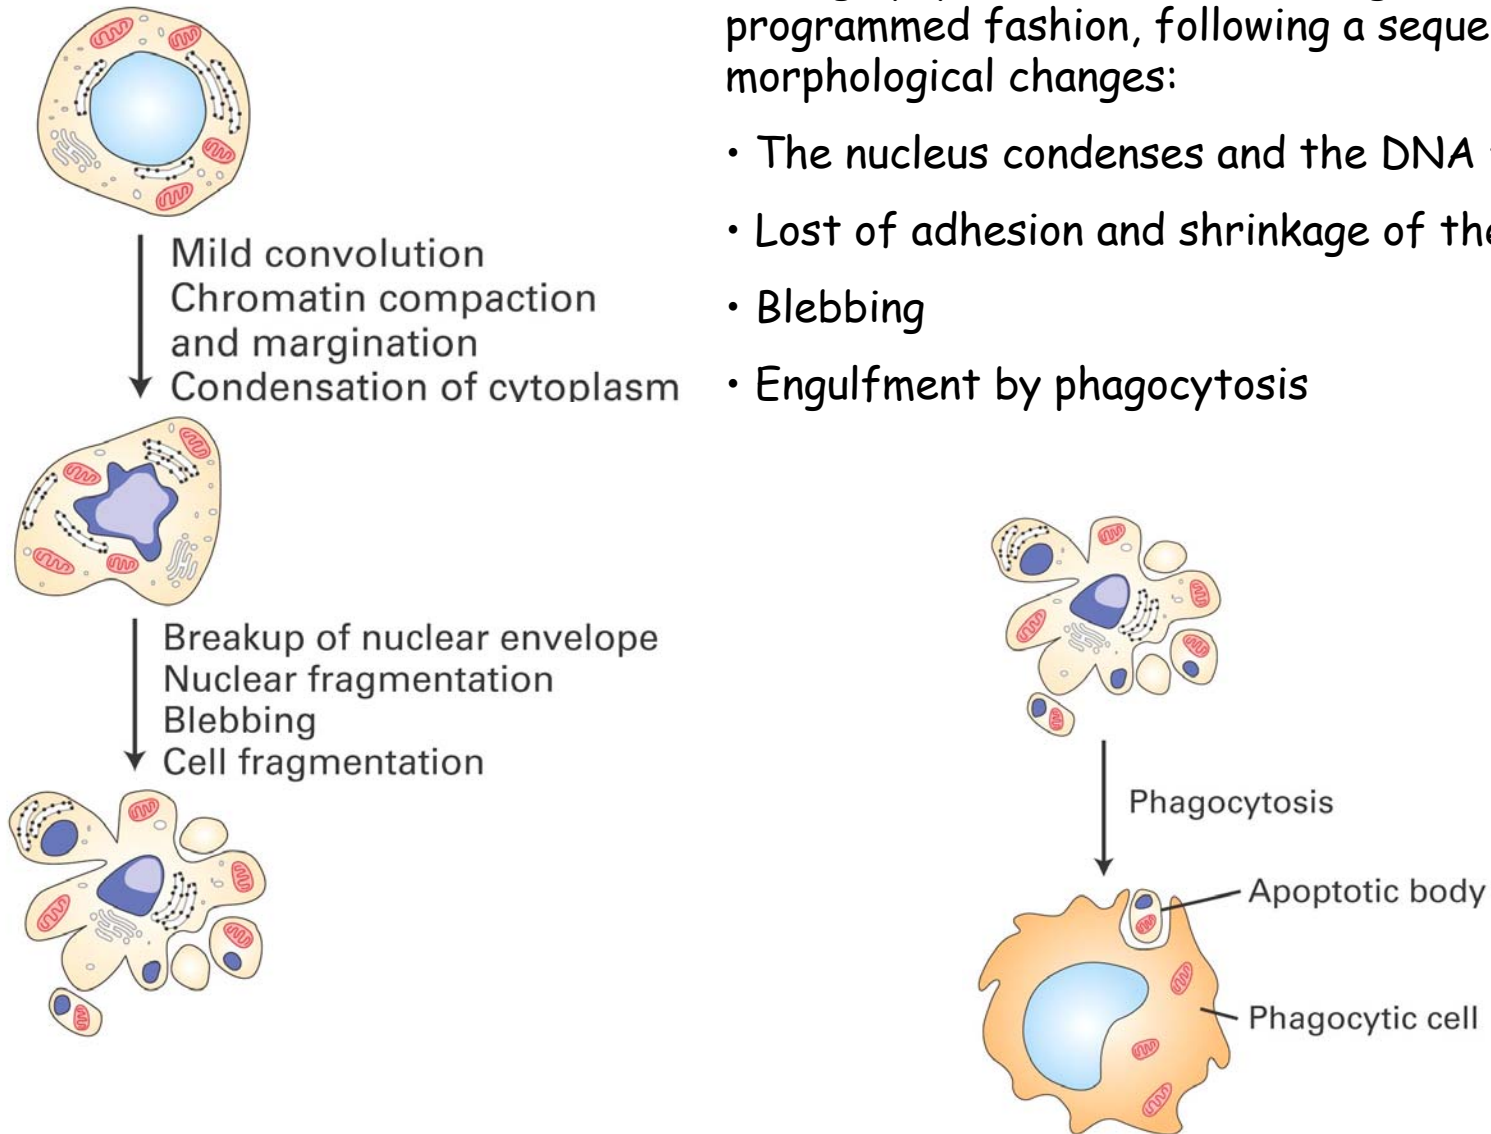 programmed fashion, following a seque
morphological changes:
• The nucleus condenses and the DNA
• Lost of adhesion and shrinkage of the
• Blebbing
• Engulfment by phagocytosis
Mild convolution
Chromatin compaction
and margination
Condensation of cytoplasm
Breakup of nuclear envelope
Nuclear fragmentation
Blebbing
Cell fragmentation
Phagocytosis
Apoptotic body
Phagocytic cell